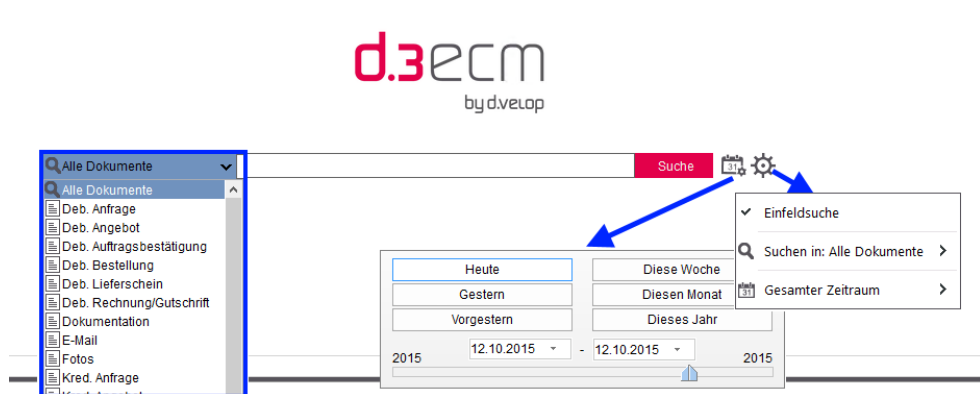 d.3ecm
by d.velop
Alle Dokumente
Suche
31
Alle Dokumente
Deb. Anfrage
Deb. Angebot
Deb. Auftragsbestätigung
Deb. Bestellung
Deb. Lieferschein
Deb. Rechnung/Gutschrift
Dokumentation
E-Mail
Fotos
Kred. Anfrage
Einfeldsuche
Suchen in: Alle Dokumente
31
Gesamter Zeitraum
Heute
Diese Woche
Gestern
Diesen Monat
Vorgestern
Dieses Jahr
2015
12.10.2015
-
12.10.2015
2015